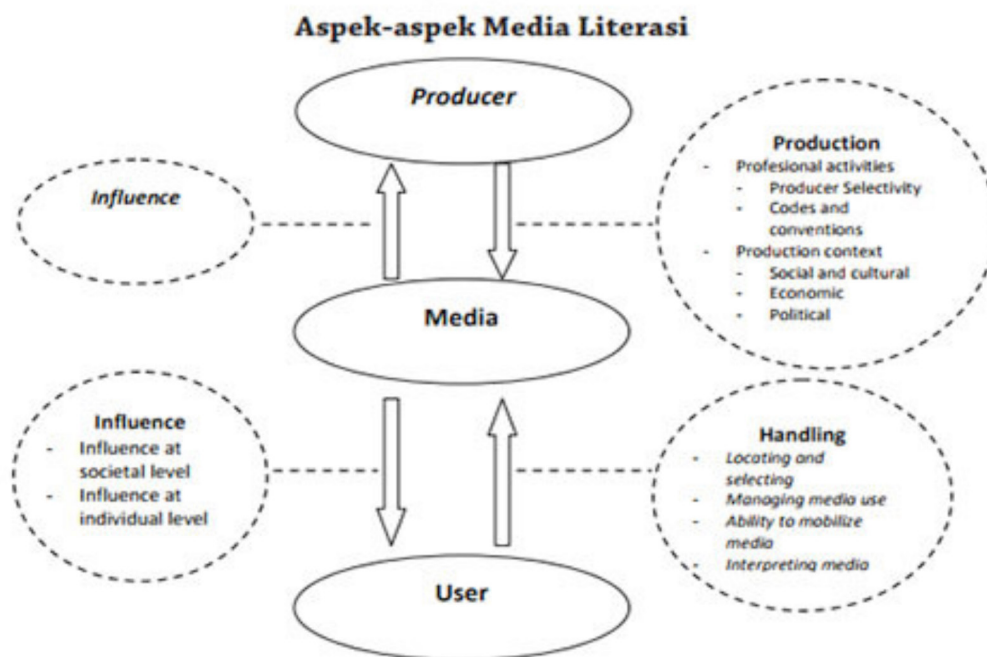 Aspek-aspek Media Literasi
Producer
Influence
Production
- Profesional activities
- Producer Selectivity
- Codes and
conventions
- Production context
- Social and cultural
- Economic
- Political
Media
Influence
- Influence at
societal level
- Influence at
individual level
Handling
- Locating and
selecting
- Managing media use
- Ability to mobilize
media
- Interpreting media
User